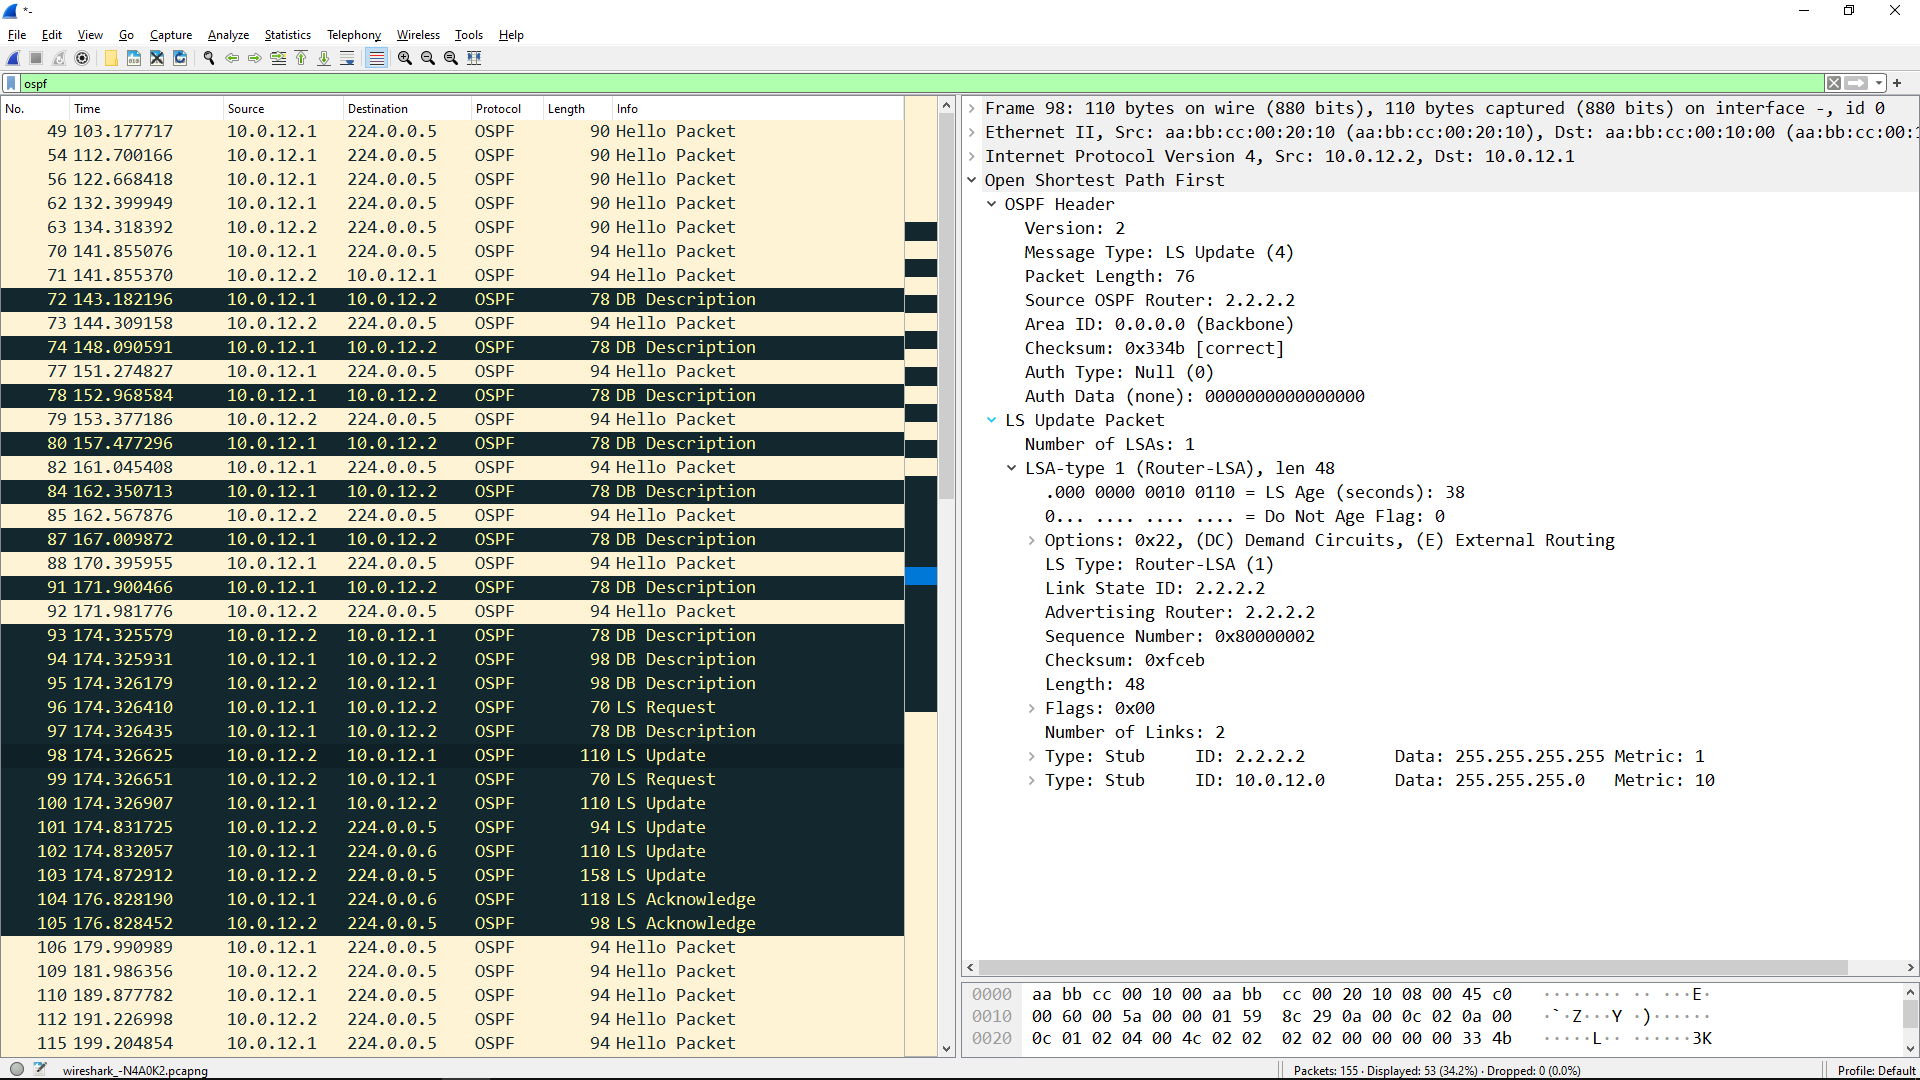 *-
File Edit View Go Capture Analyze Statistics Telephony Wireless Tools Help
ospf
No. Time Source Destination Protocol Length Info
49 103.177717 10.0.12.1 224.0.0.5 OSPF 90 Hello Packet
54 112.700166 10.0.12.1 224.0.0.5 OSPF 90 Hello Packet
56 122.668418 10.0.12.1 224.0.0.5 OSPF 90 Hello Packet
62 132.399949 10.0.12.1 224.0.0.5 OSPF 90 Hello Packet
63 134.318392 10.0.12.2 224.0.0.5 OSPF 90 Hello Packet
70 141.855076 10.0.12.1 224.0.0.5 OSPF 94 Hello Packet
71 141.855370 10.0.12.2 10.0.12.1 OSPF 94 Hello Packet
72 143.182196 10.0.12.1 10.0.12.2 OSPF 78 DB Description
73 144.309158 10.0.12.2 224.0.0.5 OSPF 94 Hello Packet
74 148.090591 10.0.12.1 10.0.12.2 OSPF 78 DB Description
77 151.274827 10.0.12.1 224.0.0.5 OSPF 94 Hello Packet
78 152.968584 10.0.12.1 10.0.12.2 OSPF 78 DB Description
79 153.377186 10.0.12.2 224.0.0.5 OSPF 94 Hello Packet
80 157.477296 10.0.12.1 10.0.12.2 OSPF 78 DB Description
82 161.045408 10.0.12.1 224.0.0.5 OSPF 94 Hello Packet
84 162.350713 10.0.12.1 10.0.12.2 OSPF 78 DB Description
85 162.567876 10.0.12.2 224.0.0.5 OSPF 94 Hello Packet
87 167.009872 10.0.12.1 10.0.12.2 OSPF 78 DB Description
88 170.395955 10.0.12.1 224.0.0.5 OSPF 94 Hello Packet
91 171.900466 10.0.12.1 10.0.12.2 OSPF 78 DB Description
92 171.981776 10.0.12.2 224.0.0.5 OSPF 94 Hello Packet
93 174.325579 10.0.12.2 10.0.12.1 OSPF 78 DB Description
94 174.325931 10.0.12.1 10.0.12.2 OSPF 98 DB Description
95 174.326179 10.0.12.2 10.0.12.1 OSPF 98 DB Description
96 174.326410 10.0.12.1 10.0.12.2 OSPF 70 LS Request
97 174.326435 10.0.12.1 10.0.12.2 OSPF 78 DB Description
98 174.326625 10.0.12.2 10.0.12.1 OSPF 110 LS Update
99 174.326651 10.0.12.2 10.0.12.1 OSPF 70 LS Request
100 174.326907 10.0.12.1 10.0.12.2 OSPF 110 LS Update
101 174.831725 10.0.12.2 224.0.0.5 OSPF 94 LS Update
102 174.832057 10.0.12.1 224.0.0.6 OSPF 110 LS Update
103 174.872912 10.0.12.2 224.0.0.5 OSPF 158 LS Update
104 176.828190 10.0.12.1 224.0.0.6 OSPF 118 LS Acknowledge
105 176.828452 10.0.12.2 224.0.0.5 OSPF 98 LS Acknowledge
106 179.990989 10.0.12.1 224.0.0.5 OSPF 94 Hello Packet
109 181.986356 10.0.12.2 224.0.0.5 OSPF 94 Hello Packet
110 189.877782 10.0.12.1 224.0.0.5 OSPF 94 Hello Packet
112 191.226998 10.0.12.2 224.0.0.5 OSPF 94 Hello Packet
115 199.204854 10.0.12.1 224.0.0.5 OSPF 94 Hello Packet
Frame 98: 110 bytes on wire (880 bits), 110 bytes captured (880 bits) on interface -, id 0
Ethernet II, Src: aa:bb:cc:00:20:10 (aa:bb:cc:00:20:10), Dst: aa:bb:cc:00:10:00 (aa:bb:cc:00:1
Internet Protocol Version 4, Src: 10.0.12.2, Dst: 10.0.12.1
Open Shortest Path First
OSPF Header
Version: 2
Message Type: LS Update (4)
Packet Length: 76
Source OSPF Router: 2.2.2.2
Area ID: 0.0.0.0 (Backbone)
Checksum: 0x334b [correct]
Auth Type: Null (0)
Auth Data (none): 0000000000000000
LS Update Packet
Number of LSAs: 1
LSA-type 1 (Router-LSA), len 48
.000 0000 0010 0110 = LS Age (seconds): 38
0... .... .... .... = Do Not Age Flag: 0
Options: 0x22, (DC) Demand Circuits, (E) External Routing
LS Type: Router-LSA (1)
Link State ID: 2.2.2.2
Advertising Router: 2.2.2.2
Sequence Number: 0x80000002
Checksum: 0xfceb
Length: 48
Flags: 0x00
Number of Links: 2
Type: Stub ID: 2.2.2.2 Data: 255.255.255.255 Metric: 1
Type: Stub ID: 10.0.12.0 Data: 255.255.255.0 Metric: 10
0000 aa bb cc 00 10 00 aa bb cc 00 20 10 08 00 45 c0 ········ ·· ···E·
0010 00 60 00 5a 00 00 01 59 8c 29 0a 00 0c 02 0a 00 ·`·Z···Y ·)······
0020 0c 01 02 04 00 4c 02 02 02 02 00 00 00 00 33 4b ·····L·· ······3K
wireshark_-N4A0K2.pcapng
Packets: 155 · Displayed: 53 (34.2%) · Dropped: 0 (0.0%)
Profile: Default